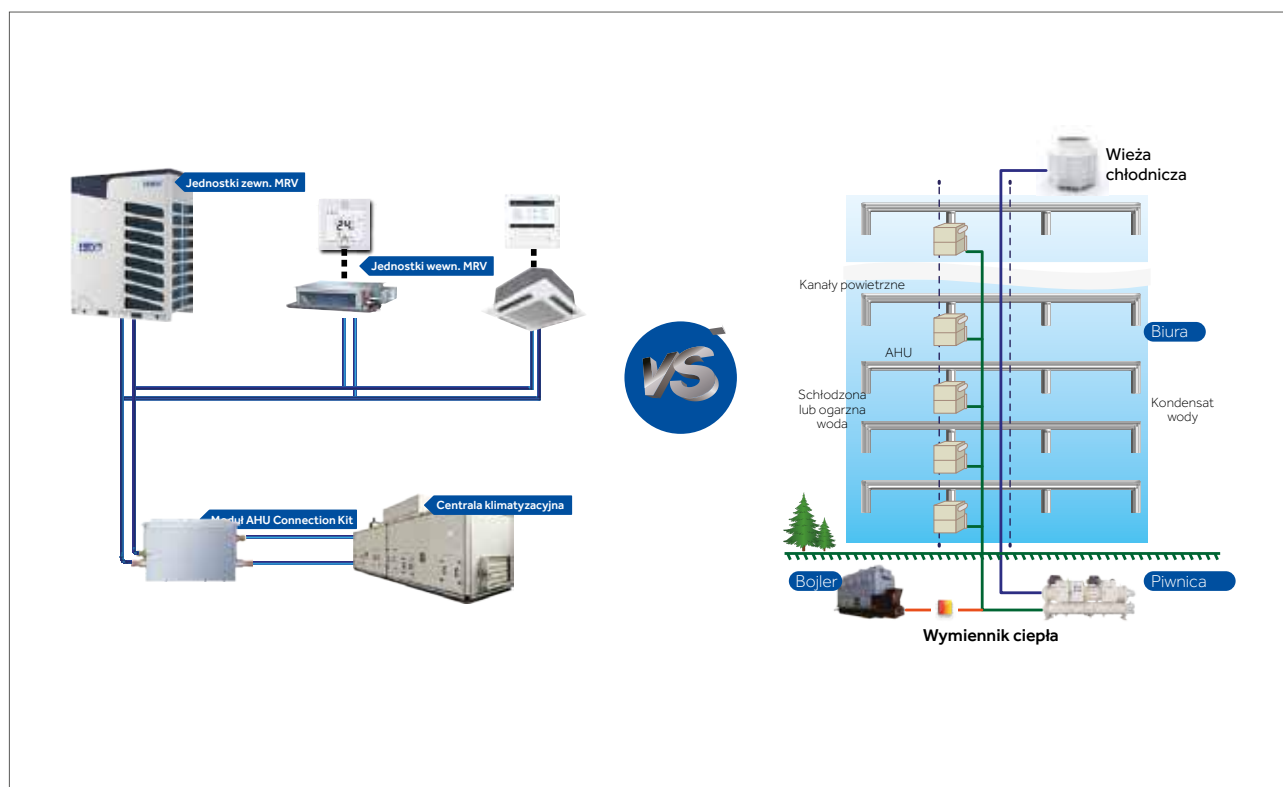 Jednostki zewn. MRV
24
Jednostki wewn. MRV
Moduł AHU Connection Kit
Centrala klimatyzacyjna
VS
Wieża
chłodnicza
Kanały powietrzne
Biura
AHU
Schłodzona
lub ogarzna
woda
Kondensat
wody
Bojler
Piwnica
Wymiennik ciepła